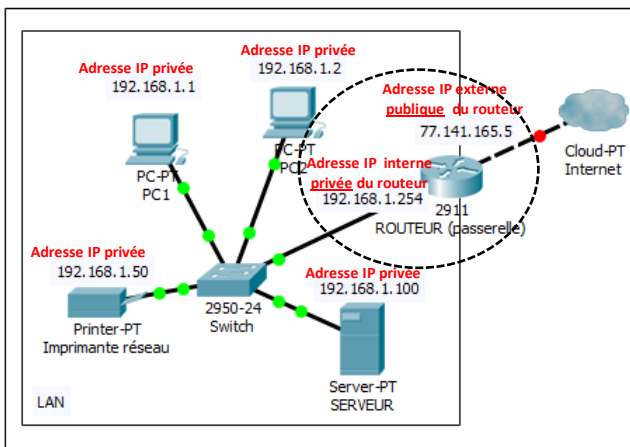 Adresse IP privée
192.168.1.1
PC-PT
PC1
Adresse IP privée
192.168.1.2
PC-PT
PC2
Adresse IP externe
publique du routeur
77.141.165.5
Cloud-PT
Internet
Adresse IP interne
privée du routeur
192.168.1.254
2911
ROUTEUR (passerelle)
Adresse IP privée
192.168.1.50
Printer-PT
Imprimante réseau
2950-24
Switch
Adresse IP privée
192.168.1.100
Server-PT
SERVEUR
LAN